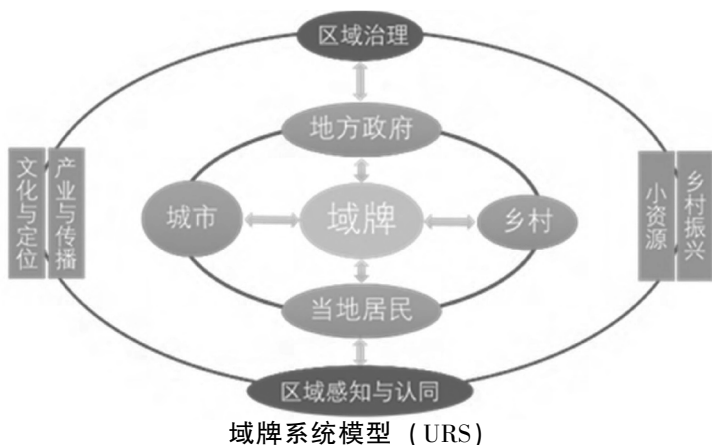 区域治理
地方政府
文化与定位
产业与传播
城市
域牌
乡村
小资源
乡村振兴
当地居民
区域感知与认同
域牌系统模型（URS）